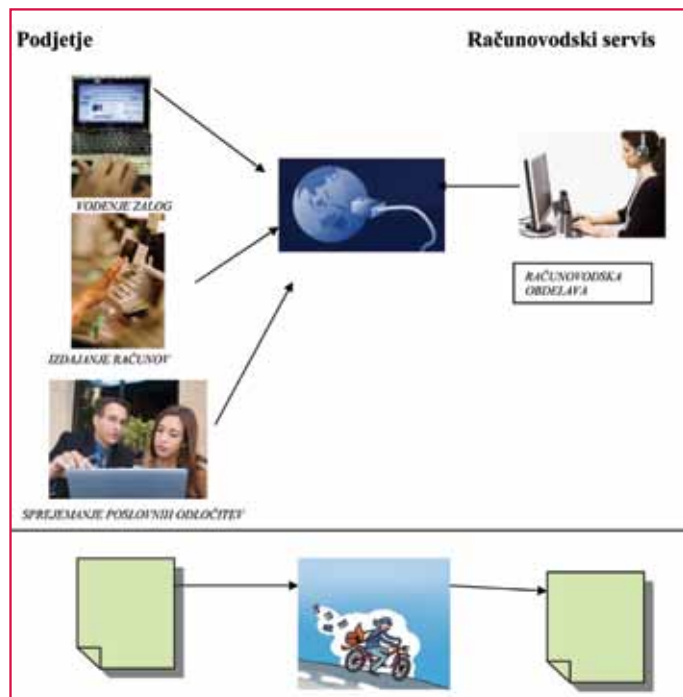 Podjetje
Računovodski servis
VODENJE ZALOG
IZDAJANJE RAČUNOV
SPREJEMANJE POSLOVNIH ODLOČITEV
RAČUNOVODSKA
OBDELAVA